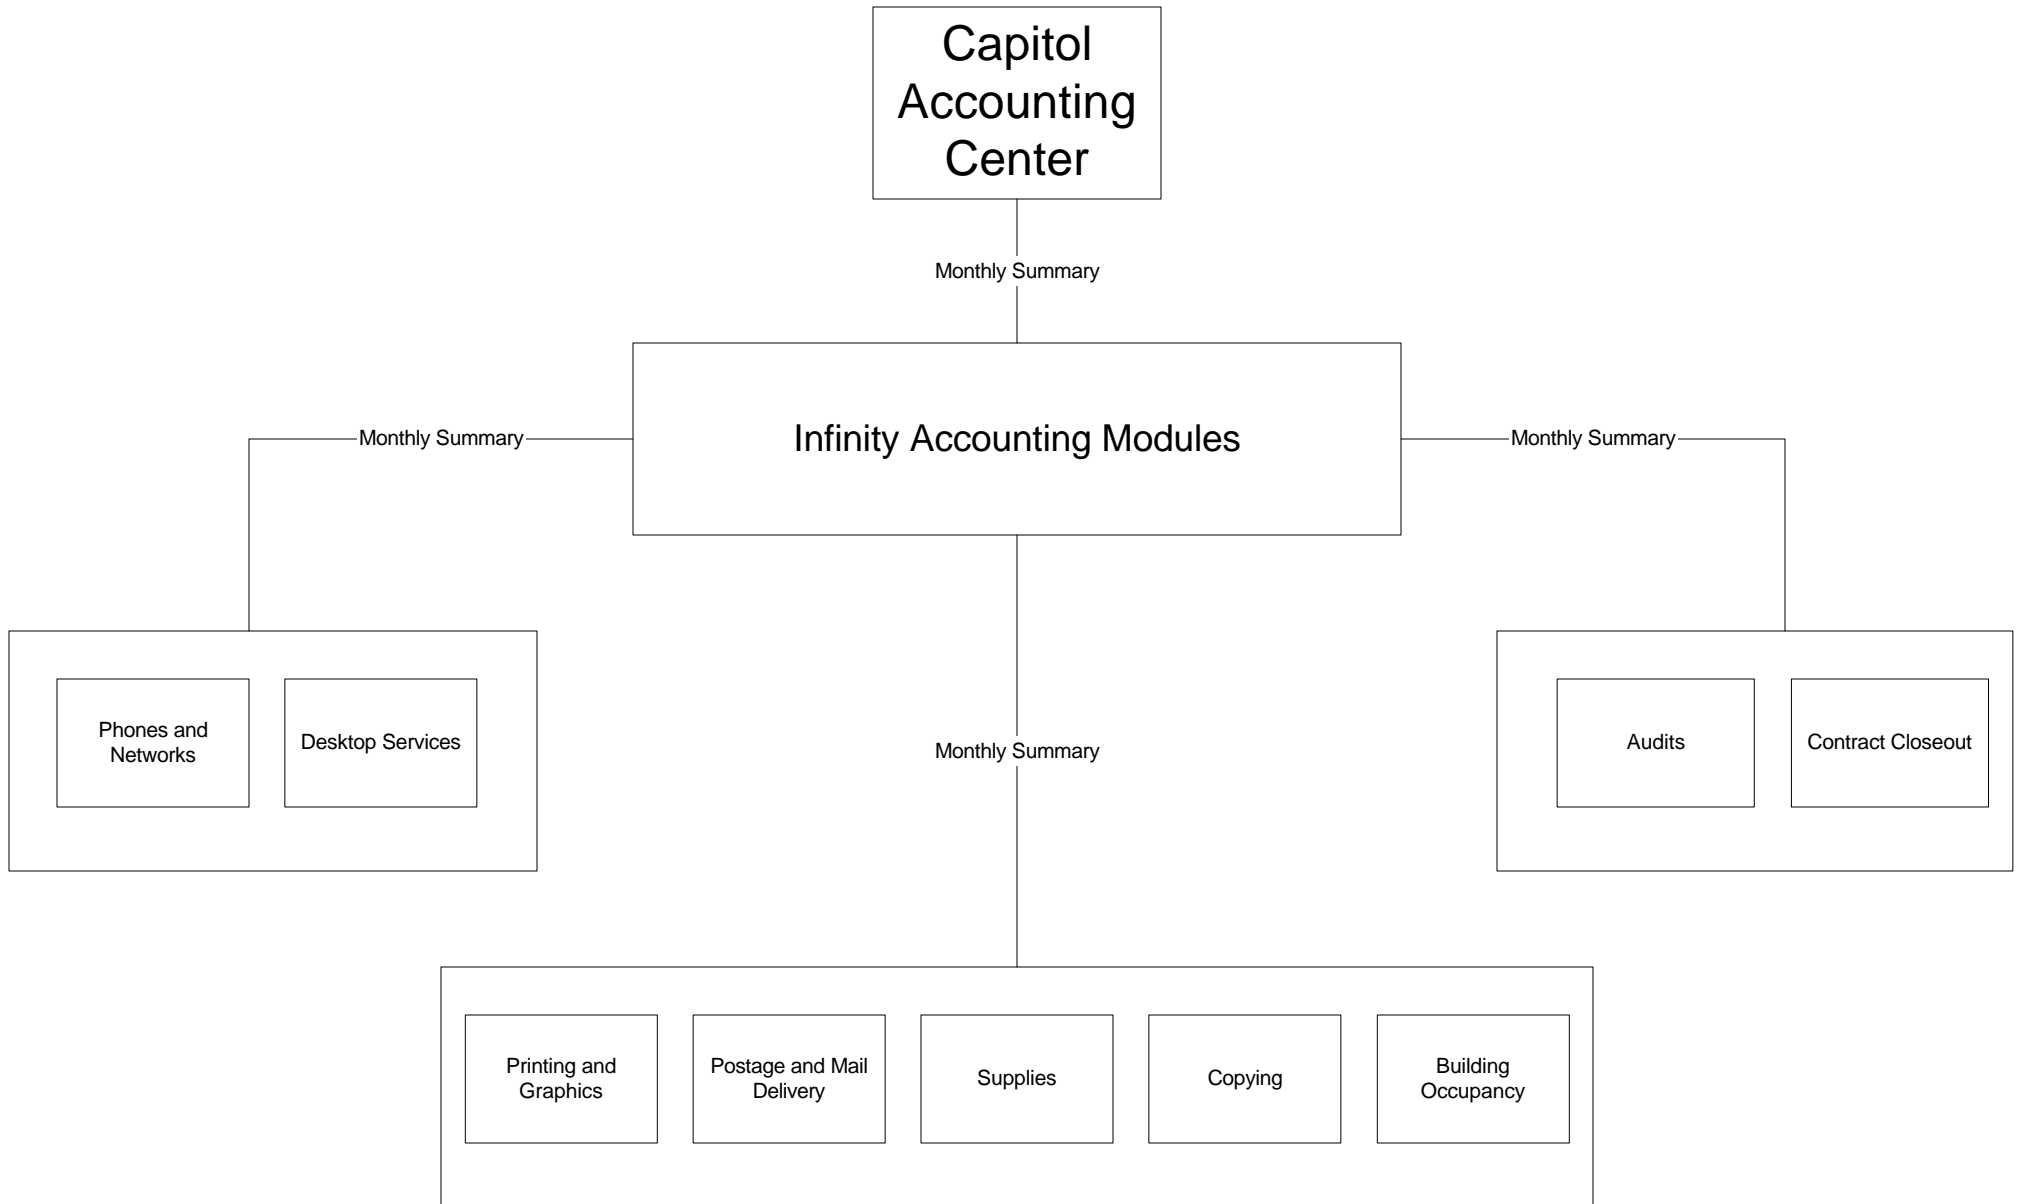 Capitol
Accounting
Center
Monthly Summary
Infinity Accounting Modules
Monthly Summary
Monthly Summary
Phones and
Networks
Desktop Services
Audits
Contract Closeout
Monthly Summary
Printing and
Graphics
Postage and Mail
Delivery
Supplies
Copying
Building
Occupancy